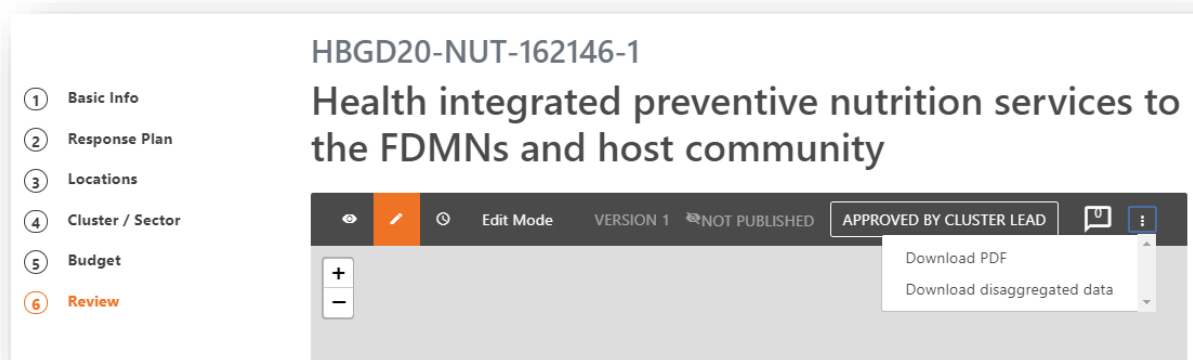 HBGD20-NUT-162146-1
Health integrated preventive nutrition services to
the FDMNs and host community
1 Basic Info
2 Response Plan
3 Locations
4 Cluster / Sector
5 Budget
6 Review
Edit Mode VERSION 1 NOT PUBLISHED APPROVED BY CLUSTER LEAD 0
Download PDF
Download disaggregated data
+
−